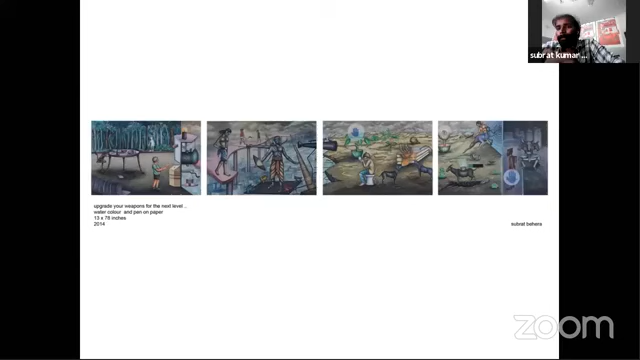 subrat kumar ...
upgrade your weapons for the next level ..
water colour and pen on paper
13 x 78 inches
2014
subrat behera
zoom